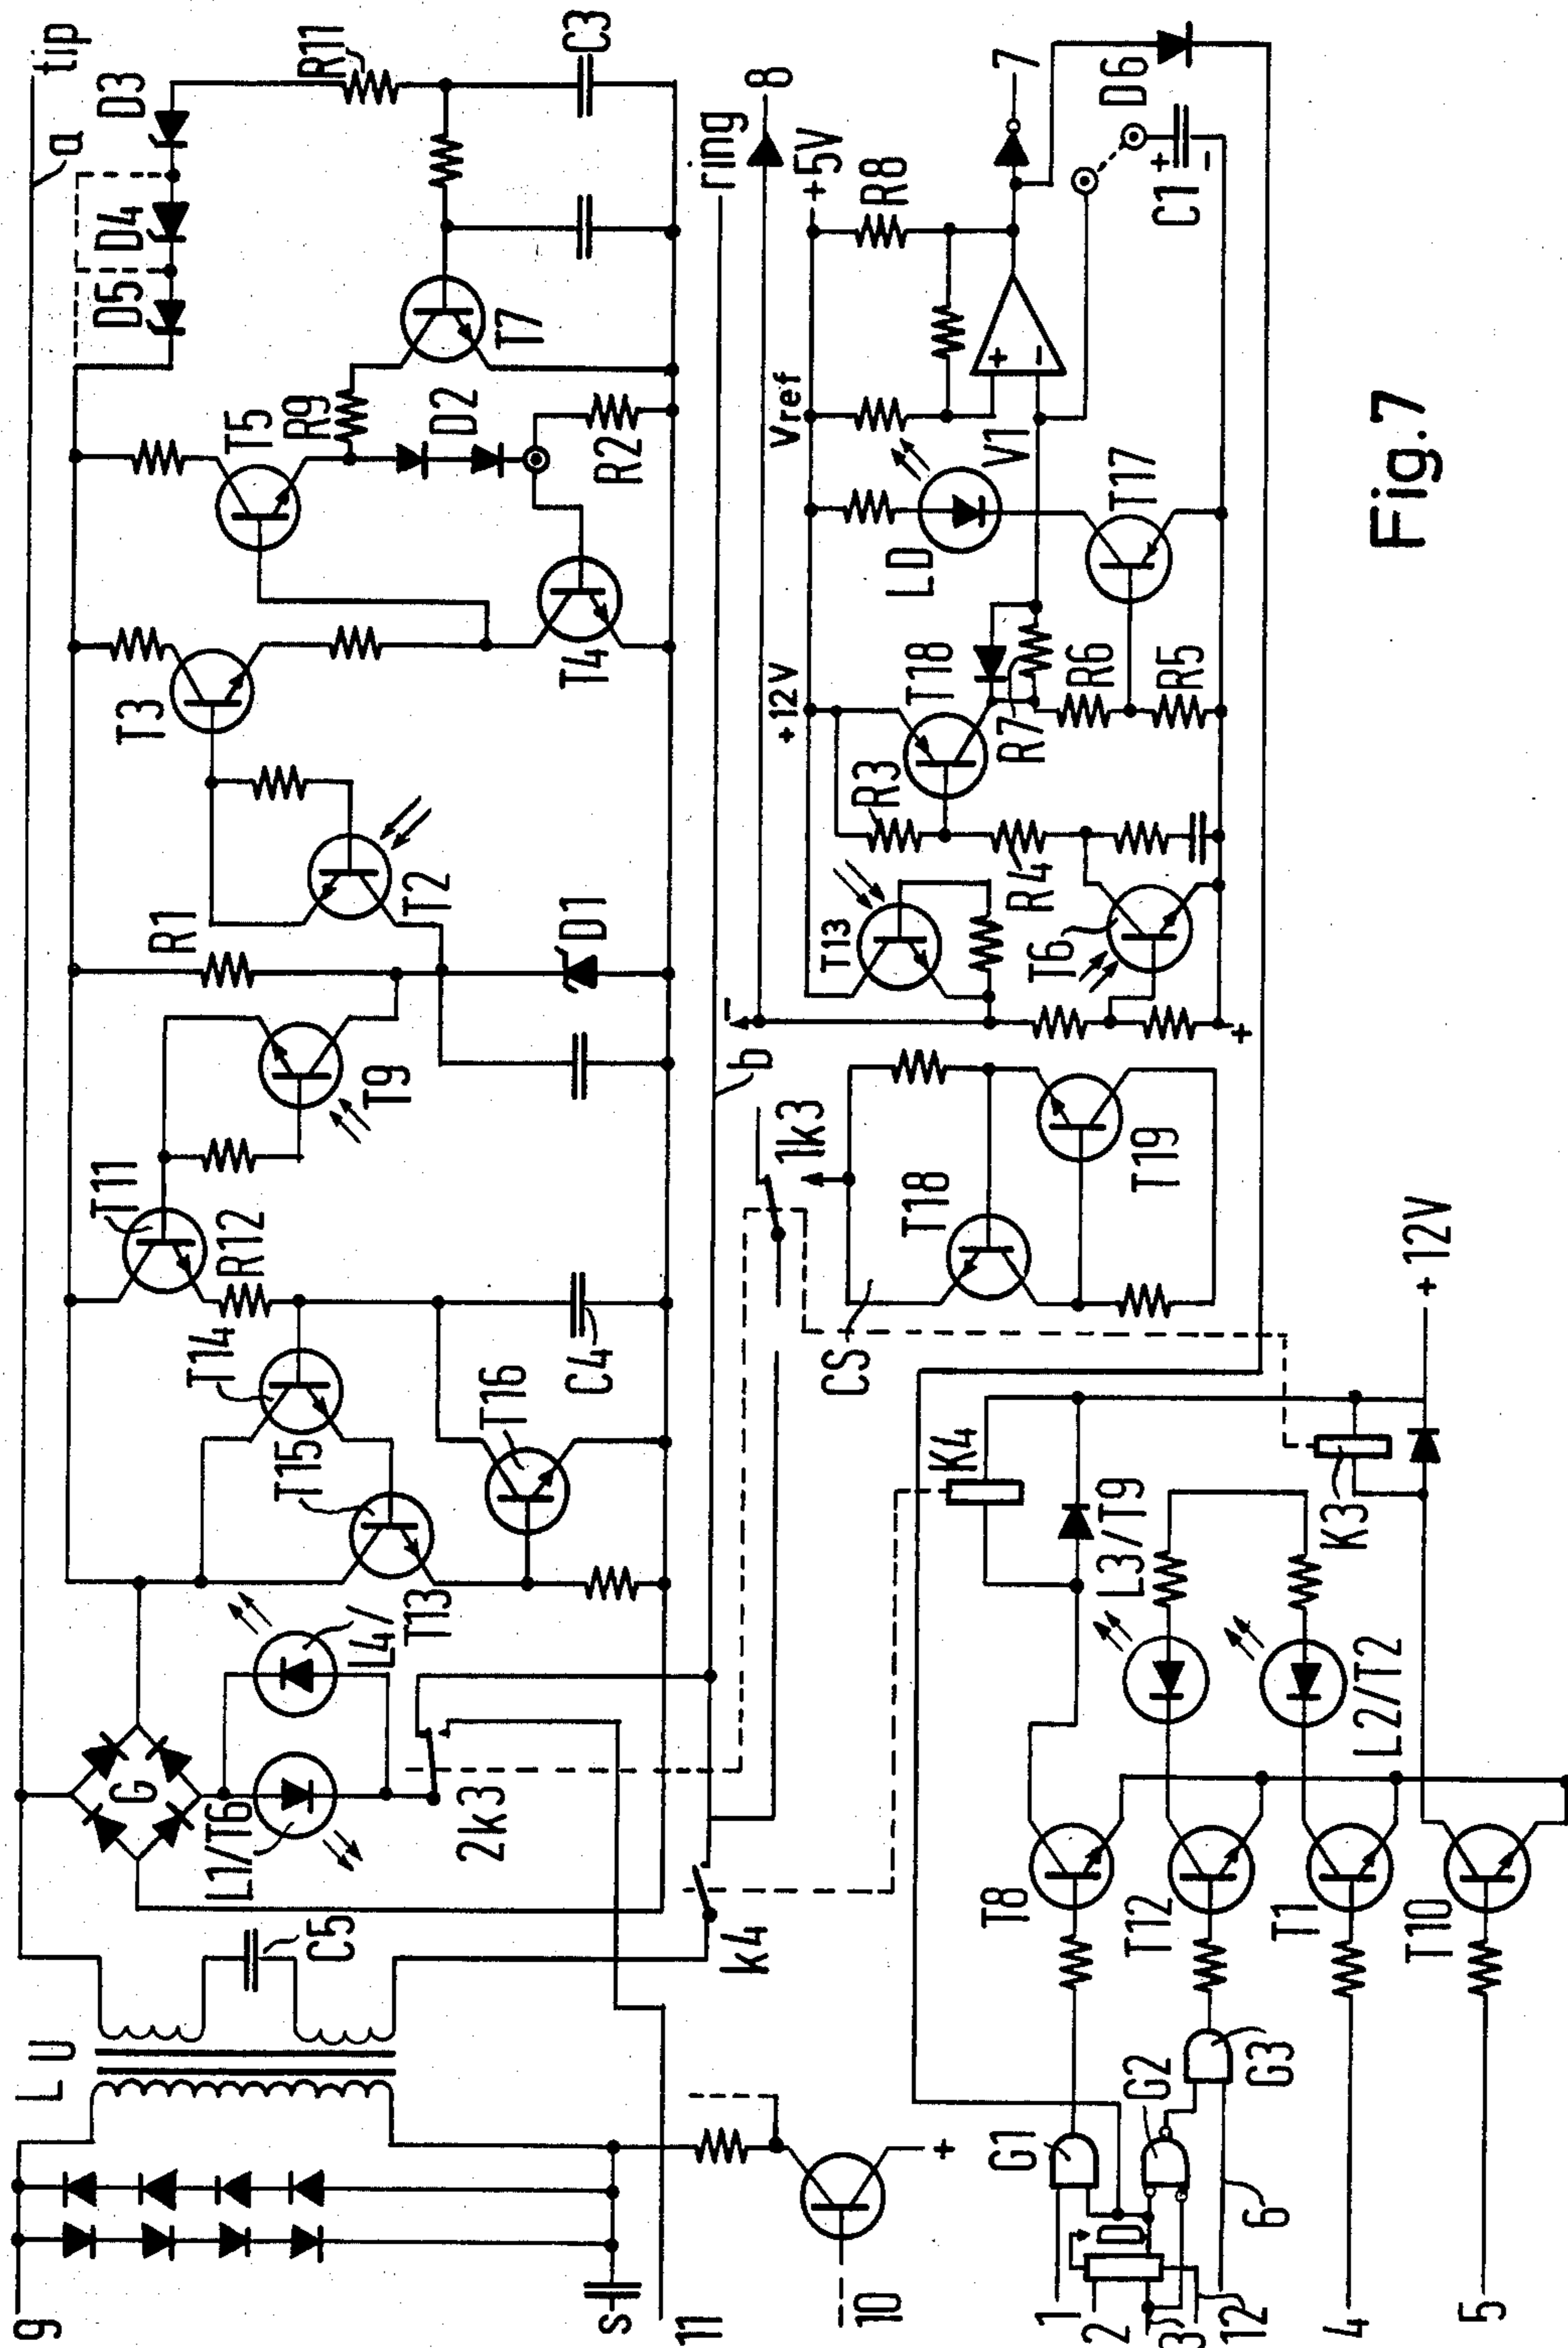 tip
a
D3
R11
C3
D4
D5
T7
R9
D2
T5
R2
T4
T3
T2
R1
D1
T9
T11
R12
T14
C4
T16
T15
L4/
T13
G
L1/T6
2k3
C5
k4
LU
9
s
11
10
+
ring
8
b
1k3
+5V
R8
7
D6
C1
+
-
Vref
+
-
V1
LD
T17
+12V
T18
R7
R6
R5
R3
R4
T13
T6
-
+
T18
T19
CS
+12V
K4
K3
L3/T9
L2/T2
T8
T12
T1
T10
G1
G2
G3
D
1
2
3
12
6
4
5
Fig.7